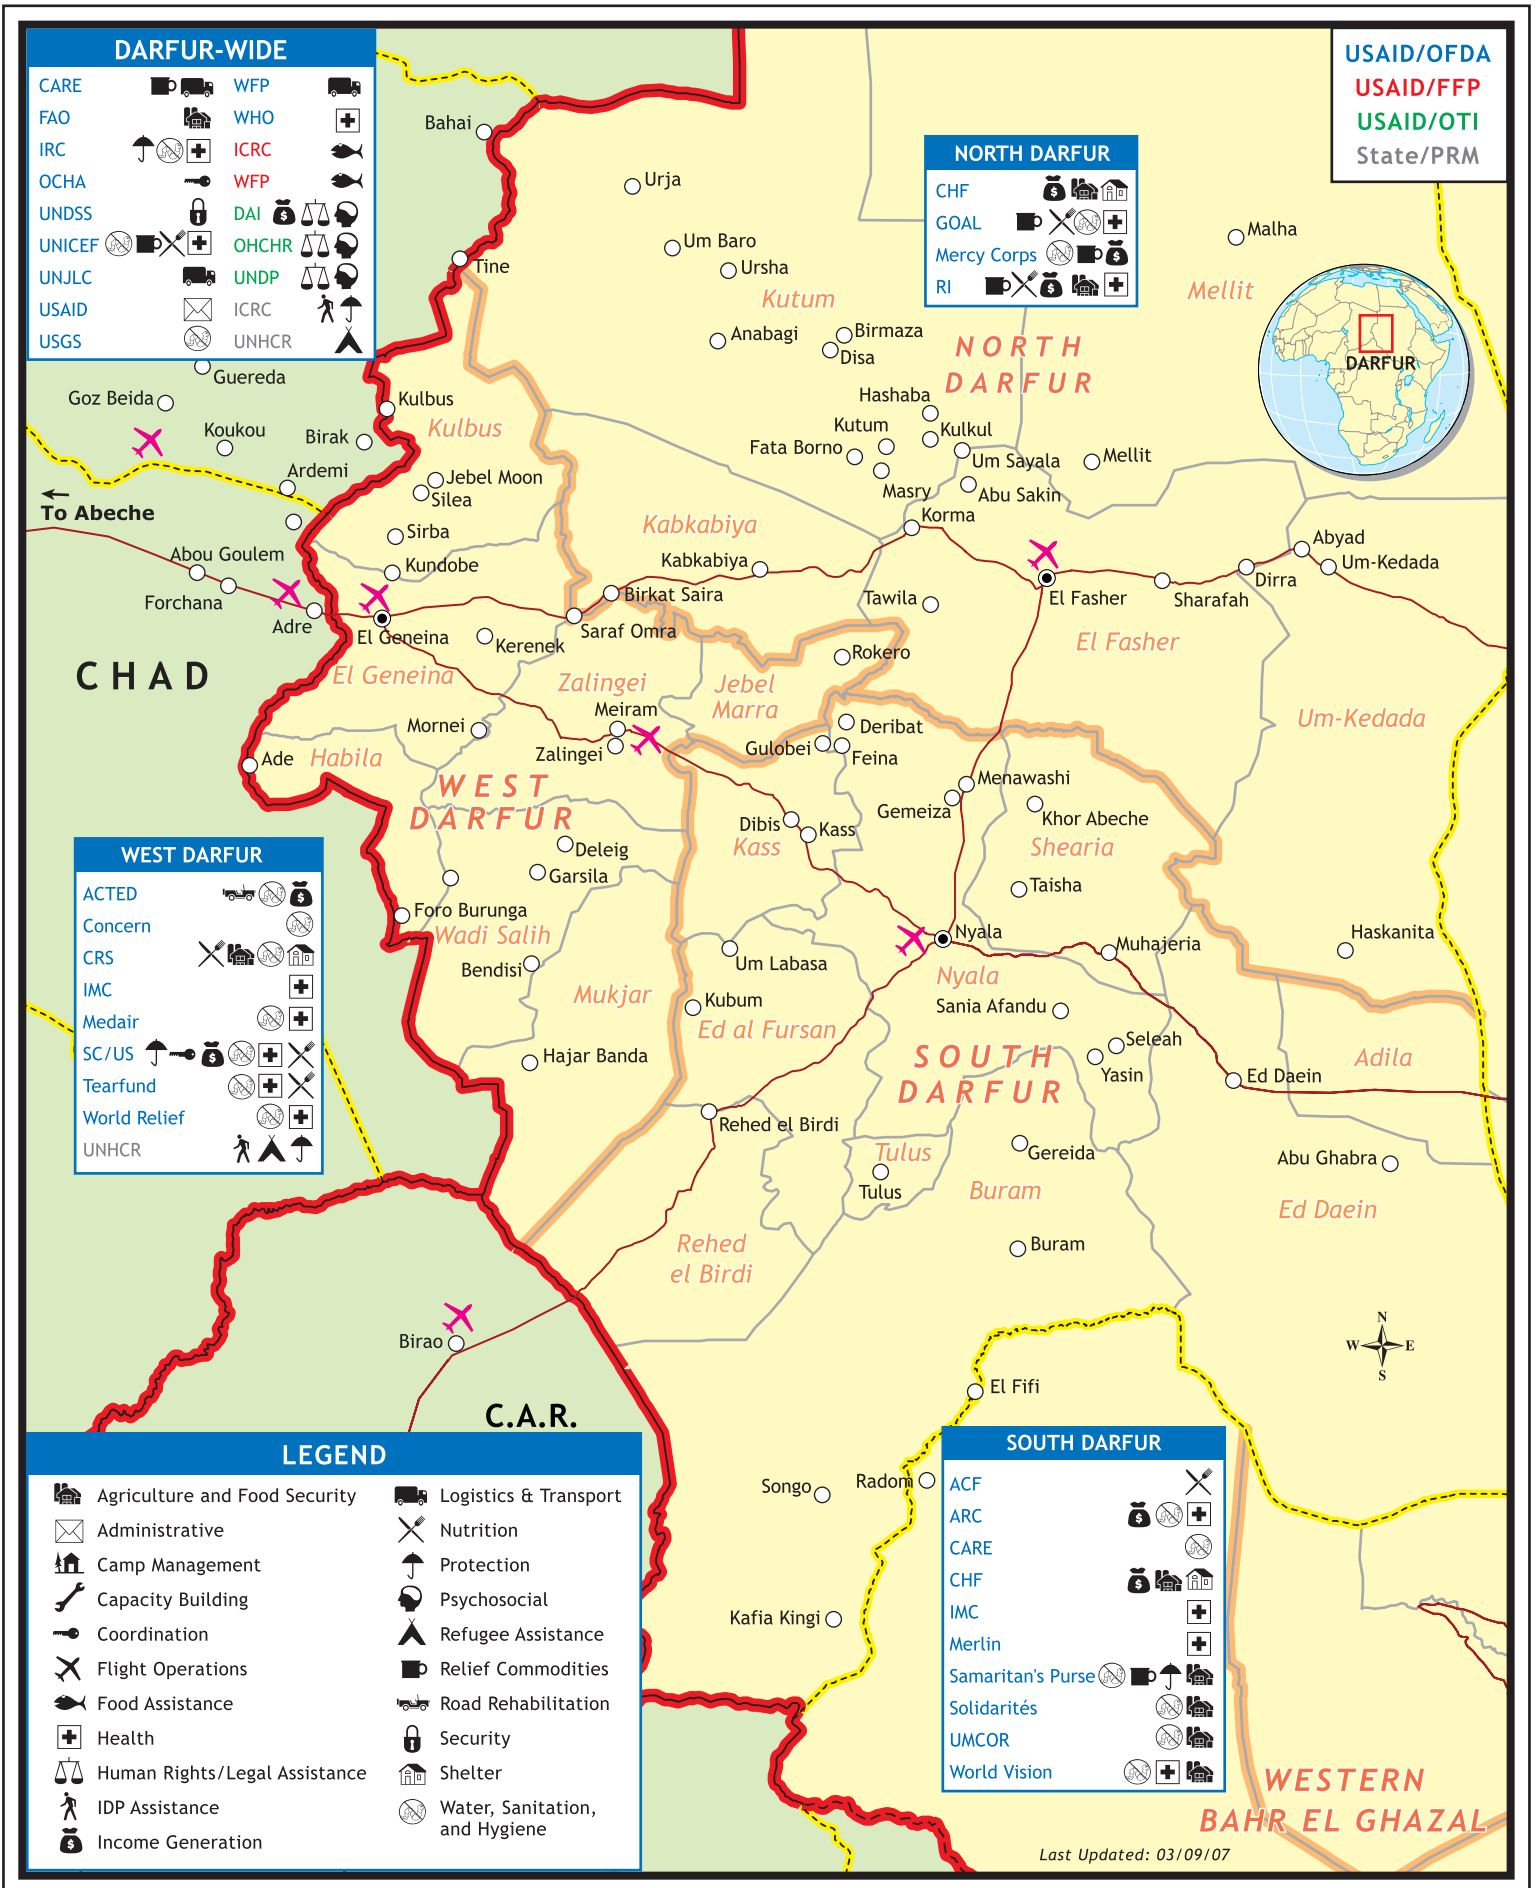 DARFUR-WIDE
CARE
FAO
IRC
OCHA
UNDSS
UNICEF
UNJLC
USAID
USGS
WFP
WHO
ICRC
WFP
DAI
OHCHR
UNDP
ICRC
UNHCR
USAID/OFDA
USAID/FFP
USAID/OTI
State/PRM
NORTH DARFUR
CHF
GOAL
Mercy Corps
RI
DARFUR
Bahai
Urja
Malha
Um Baro
Tine
Ursha
Kutum
Mellit
Anabagi
Birmaza
Disa
NORTH
DARFUR
Guereda
Goz Beida
Kulbus
Kulbus
Koukou
Birak
Hashaba
Kutum
Kulkul
Fata Borno
Um Sayala
Mellit
Ardemi
Jebel Moon
Silea
Masry
Abu Sakin
To Abeche
Korma
Kabkabiya
Sirba
Abyad
Abou Goulem
Kundobe
Kabkabiya
Um-Kedada
Dirra
Forchana
Birkat Saira
Tawila
El Fasher
Sharafah
Adre
El Geneina
Saraf Omra
Kerenek
El Fasher
Rokero
CHAD
El Geneina
Zalingei
Jebel
Marra
Meiram
Mornei
Deribat
Um-Kedada
Zalingei
Gulobei
Feina
Ade
Habila
WEST
DARFUR
Menawashi
Gemeiza
Khor Abeche
Dibis
Kass
Kass
Shearia
Deleig
Garsila
Taisha
WEST DARFUR
ACTED
Concern
CRS
IMC
Medair
SC/US
Tearfund
World Relief
UNHCR
Foro Burunga
Wadi Salih
Nyala
Muhajeria
Haskanita
Bendisi
Um Labasa
Nyala
Mukjar
Kubum
Sania Afandu
Ed al Fursan
Seleah
Hajar Banda
SOUTH
DARFUR
Yasin
Ed Daein
Adila
Rehed el Birdi
Gereida
Tulus
Tulus
Abu Ghabra
Buram
Ed Daein
Rehed
el Birdi
Buram
Birao
N
W
E
S
El Fifi
C.A.R.
Songo
Radom
Kafia Kingi
LEGEND
Agriculture and Food Security
Administrative
Camp Management
Capacity Building
Coordination
Flight Operations
Food Assistance
Health
Human Rights/Legal Assistance
IDP Assistance
Income Generation
Logistics & Transport
Nutrition
Protection
Psychosocial
Refugee Assistance
Relief Commodities
Road Rehabilitation
Security
Shelter
Water, Sanitation,
and Hygiene
SOUTH DARFUR
ACF
ARC
CARE
CHF
IMC
Merlin
Samaritan's Purse
Solidarités
UMCOR
World Vision
WESTERN
BAHR EL GHAZAL
Last Updated: 03/09/07